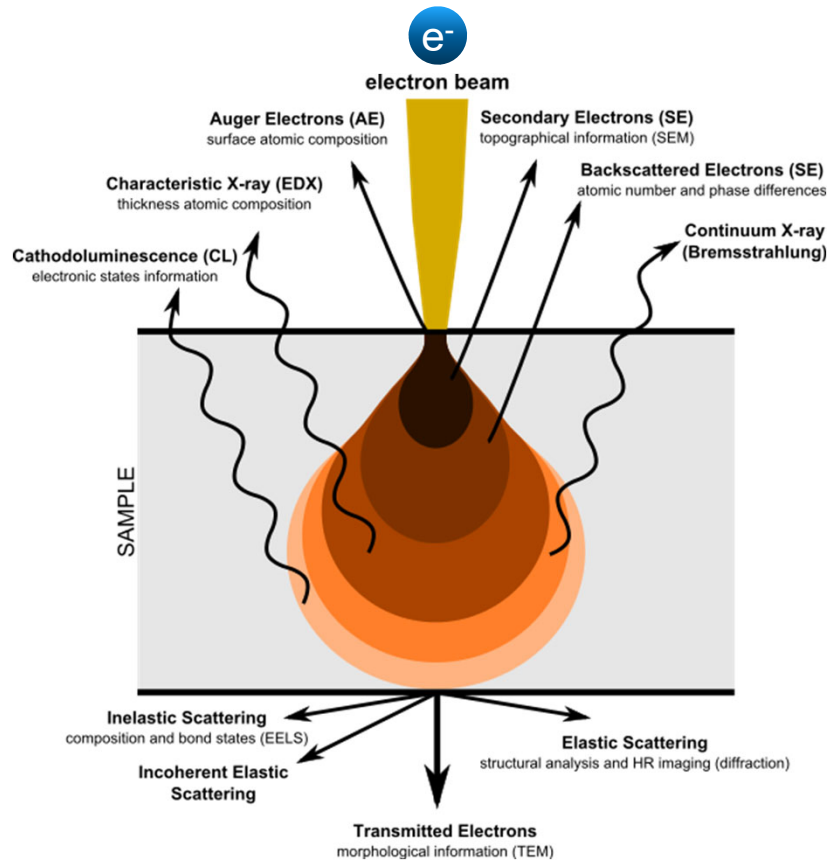 e-
electron beam
Auger Electrons (AE)
surface atomic composition
Secondary Electrons (SE)
topographical information (SEM)
Characteristic X-ray (EDX)
thickness atomic composition
Backscattered Electrons (SE)
atomic number and phase differences
Cathodoluminescence (CL)
electronic states information
Continuum X-ray
(Bremsstrahlung)
SAMPLE
Inelastic Scattering
composition and bond states (EELS)
Incoherent Elastic
Scattering
Elastic Scattering
structural analysis and HR imaging (diffraction)
Transmitted Electrons
morphological information (TEM)